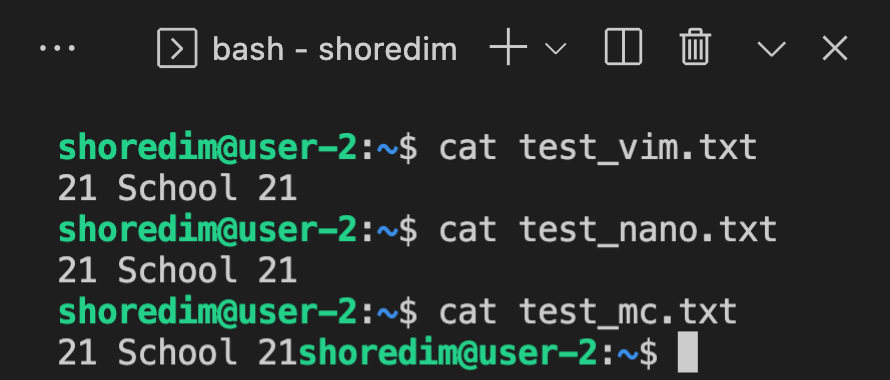 ... bash - shoredim
shoredim@user-2:~$ cat test_vim.txt
21 School 21
shoredim@user-2:~$ cat test_nano.txt
21 School 21
shoredim@user-2:~$ cat test_mc.txt
21 School 21shoredim@user-2:~$